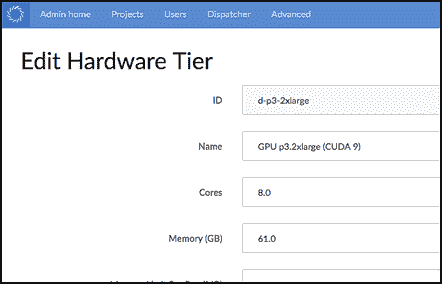 Admin home Projects Users Dispatcher Advanced
Edit Hardware Tier
ID d-p3-2xlarge
Name GPU p3.2xlarge (CUDA 9)
Cores 8.0
Memory (GB) 61.0